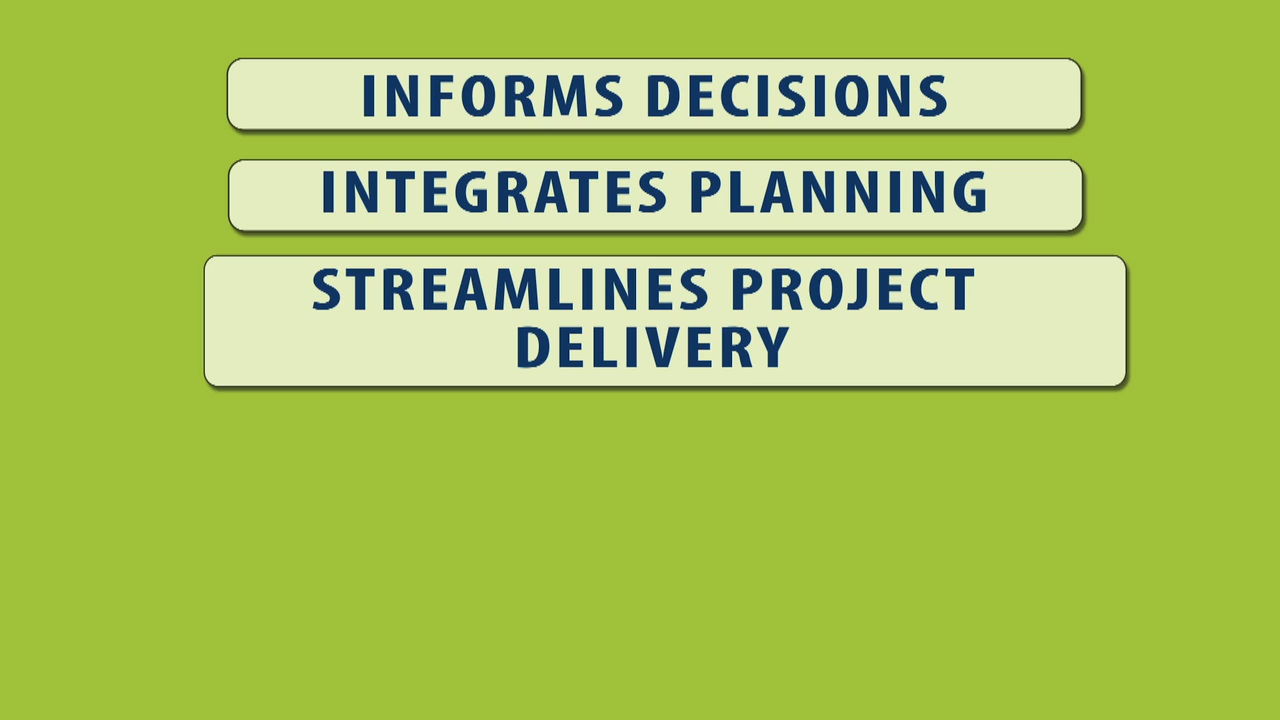 INFORMS DECISIONS
INTEGRATES PLANNING
STREAMLINES PROJECT
DELIVERY